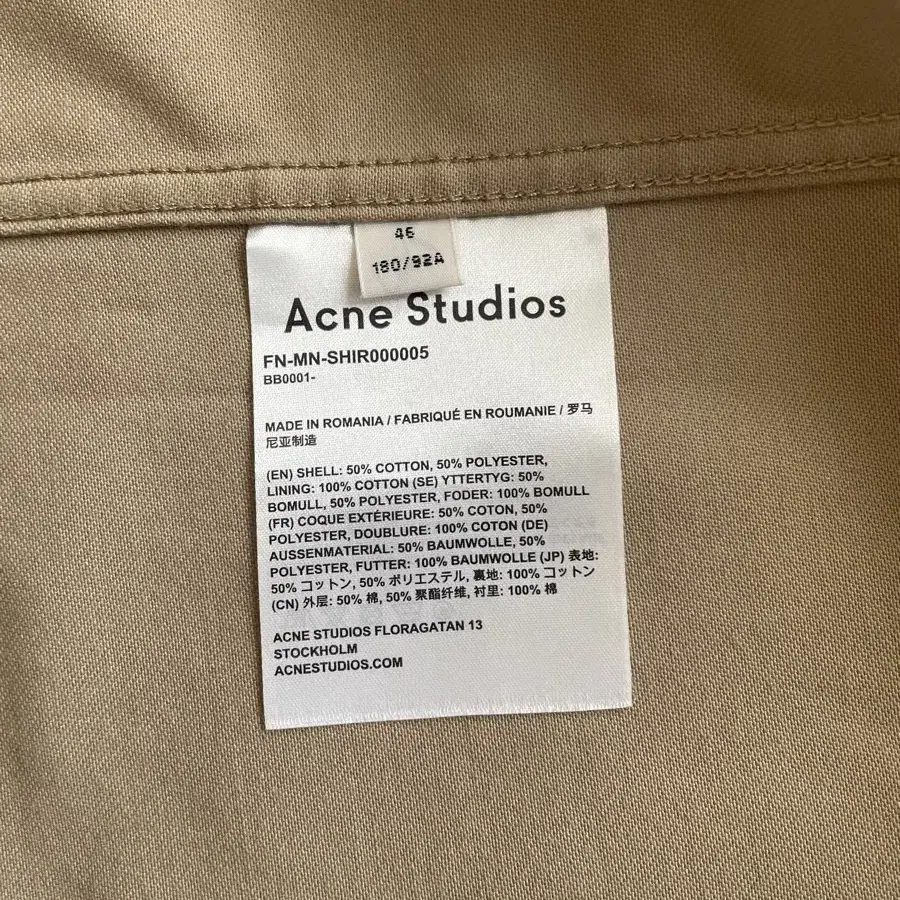 46
180/92A
Acne Studios
FN-MN-SHIR000005
BB0001-
MADE IN ROMANIA / FABRIQUÉ EN ROUMANIE / 罗马
尼亚制造
(EN) SHELL: 50% COTTON, 50% POLYESTER,
LINING: 100% COTTON (SE) YTTERTYG: 50%
BOMULL, 50% POLYESTER, FODER: 100% BOMULL
(FR) COQUE EXTÉRIEURE: 50% COTON, 50%
POLYESTER, DOUBLURE: 100% COTON (DE)
AUSSENMATERIAL: 50% BAUMWOLLE, 50%
POLYESTER, FUTTER: 100% BAUMWOLLE (JP) 表地:
50% コットン, 50% ポリエステル, 裏地: 100% コットン
(CN) 外层: 50% 棉, 50% 聚酯纤维, 衬里: 100% 棉
ACNE STUDIOS FLORAGATAN 13
STOCKHOLM
ACNESTUDIOS.COM